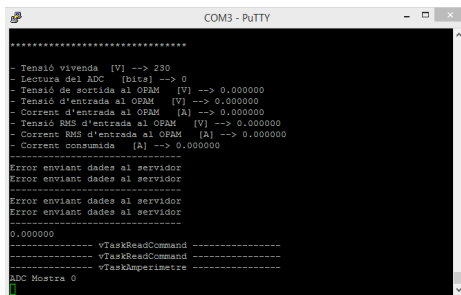 COM3 - PuTTY
********************************
- Tensió vivenda [V] --> 230
- Lectura del ADC [bits] --> 0
- Tensió de sortida al OPAM [V] --> 0.000000
- Tensió d'entrada al OPAM [V] --> 0.000000
- Corrent d'entrada al OPAM [A] --> 0.000000
- Tensió RMS d'entrada al OPAM [V] --> 0.000000
- Corrent RMS d'entrada al OPAM [A] --> 0.000000
- Corrent consumida [A] --> 0.000000
-------------------------------
Error enviant dades al servidor
Error enviant dades al servidor
-------------------------------
Error enviant dades al servidor
Error enviant dades al servidor
-------------------------------
0.000000
--------------- vTaskReadCommand ----------------
--------------- vTaskReadCommand ----------------
--------------- vTaskAmperimetre ----------------
ADC Mostra 0